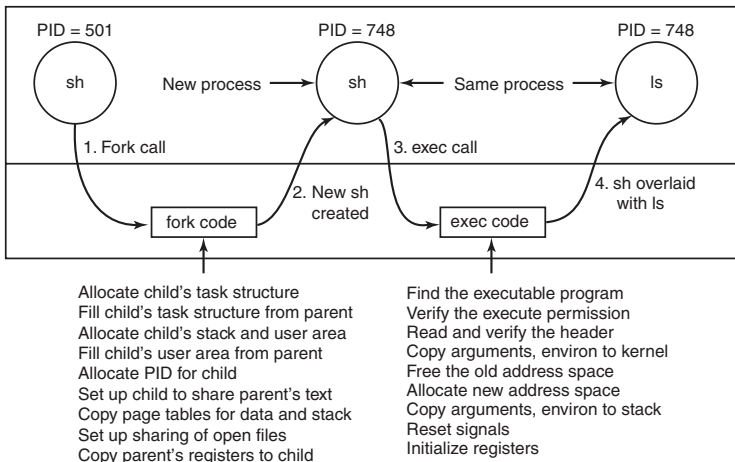 PID = 501
PID = 748
PID = 748
sh
New process
sh
Same process
ls
1. Fork call
3. exec call
2. New sh
created
4. sh overlaid
with ls
fork code
exec code
Allocate child's task structure
Fill child's task structure from parent
Allocate child's stack and user area
Fill child's user area from parent
Allocate PID for child
Set up child to share parent's text
Copy page tables for data and stack
Set up sharing of open files
Copy parent's registers to child
Find the executable program
Verify the execute permission
Read and verify the header
Copy arguments, environ to kernel
Free the old address space
Allocate new address space
Copy arguments, environ to stack
Reset signals
Initialize registers